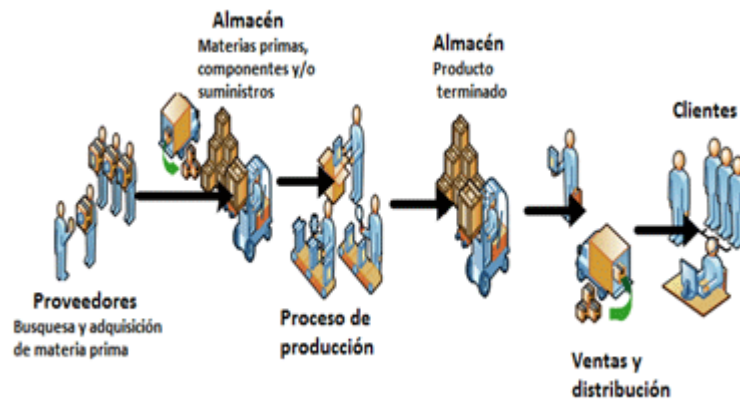 Almacén
Materias primas,
componentes y/o
suministros
Almacén
Producto
terminado
Clientes
Proveedores
Busquesa y adquisición
de materia prima
Proceso de
producción
Ventas y
distribución